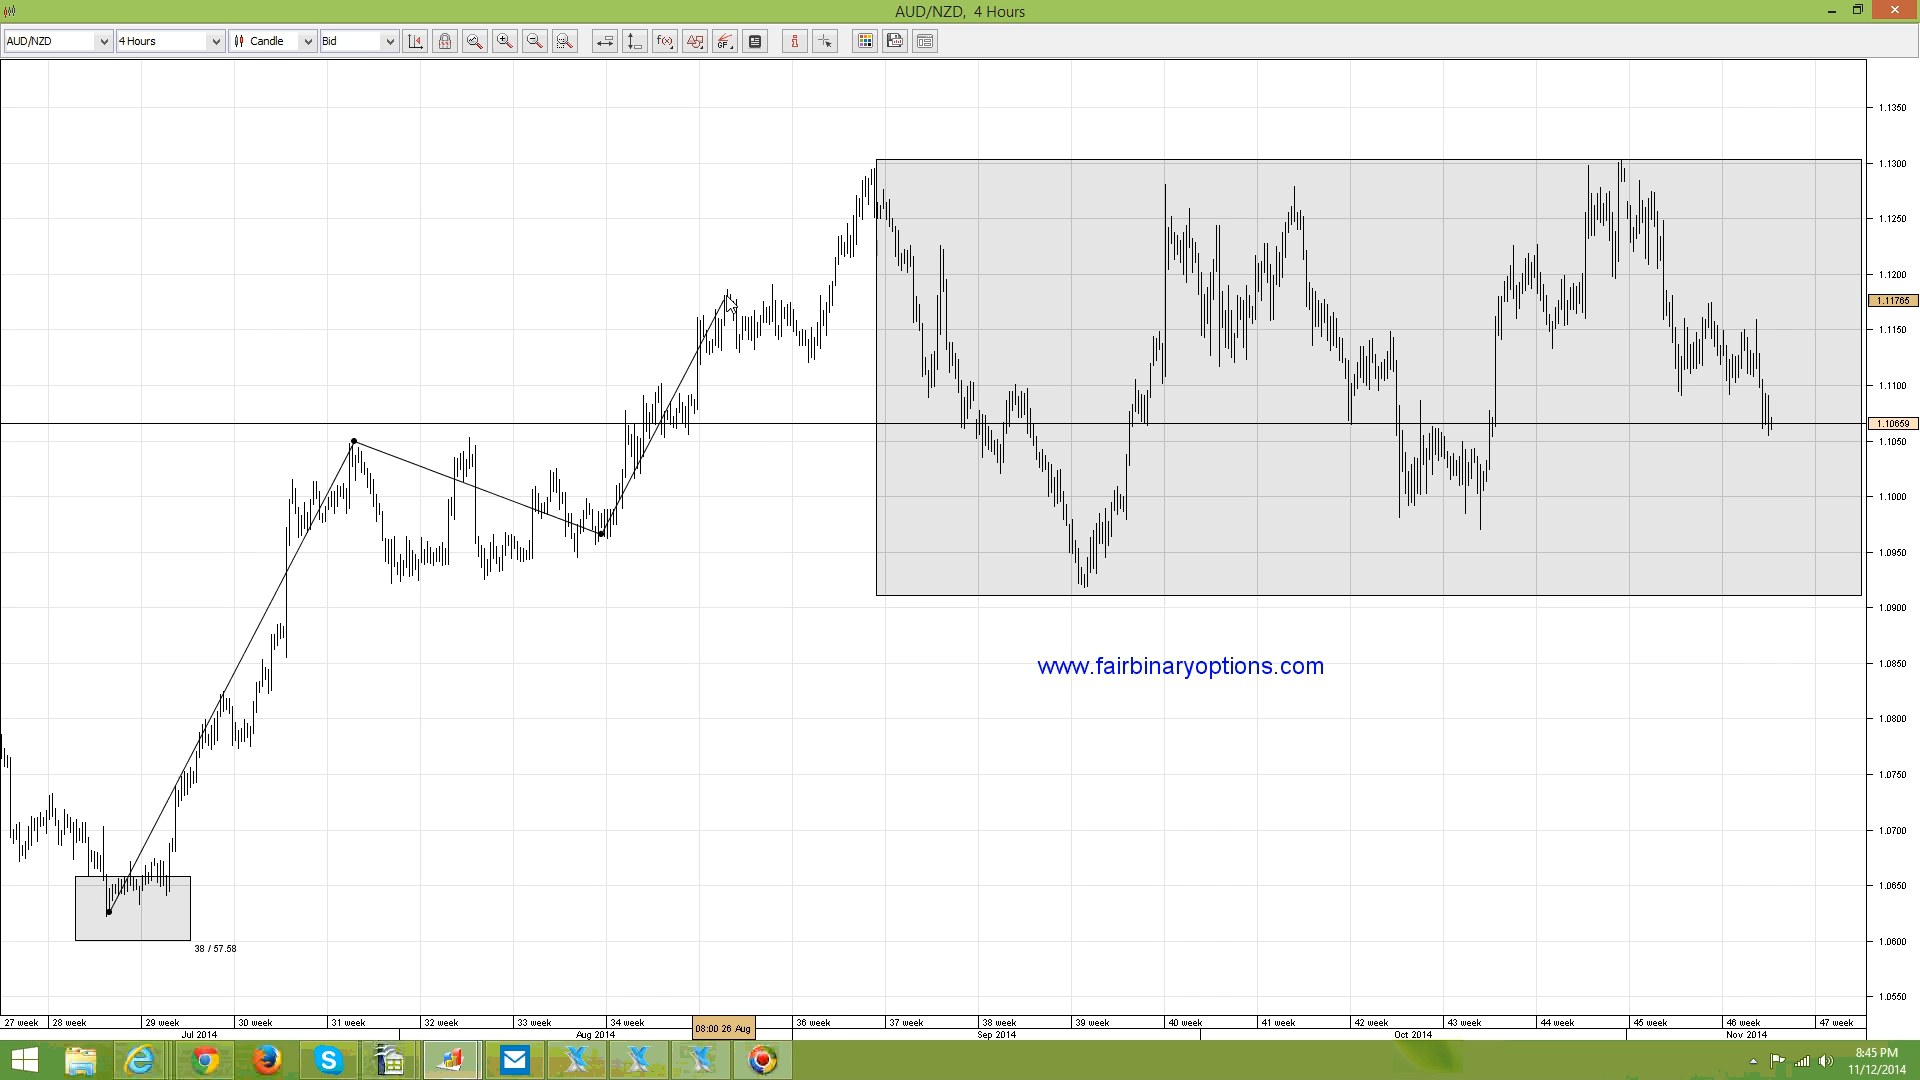 AUD/NZD, 4 Hours
AUD/NZD 4 Hours Candle Bid f(x) GF i
1.1350
1.1300
1.1250
1.1200
1.11765
1.1150
1.1100
1.10659
1.1050
1.1000
1.0950
1.0900
www.fairbinaryoptions.com
1.0850
1.0800
1.0750
1.0700
1.0650
38 / 57.58
1.0600
1.0550
27 week 28 week 29 week 30 week 31 week 32 week 33 week 34 week 36 week 37 week 38 week 39 week 40 week 41 week 42 week 43 week 44 week 45 week 46 week 47 week
08:00 26 Aug
Jul 2014 Aug 2014 Sep 2014 Oct 2014 Nov 2014
8:45 PM
11/12/2014